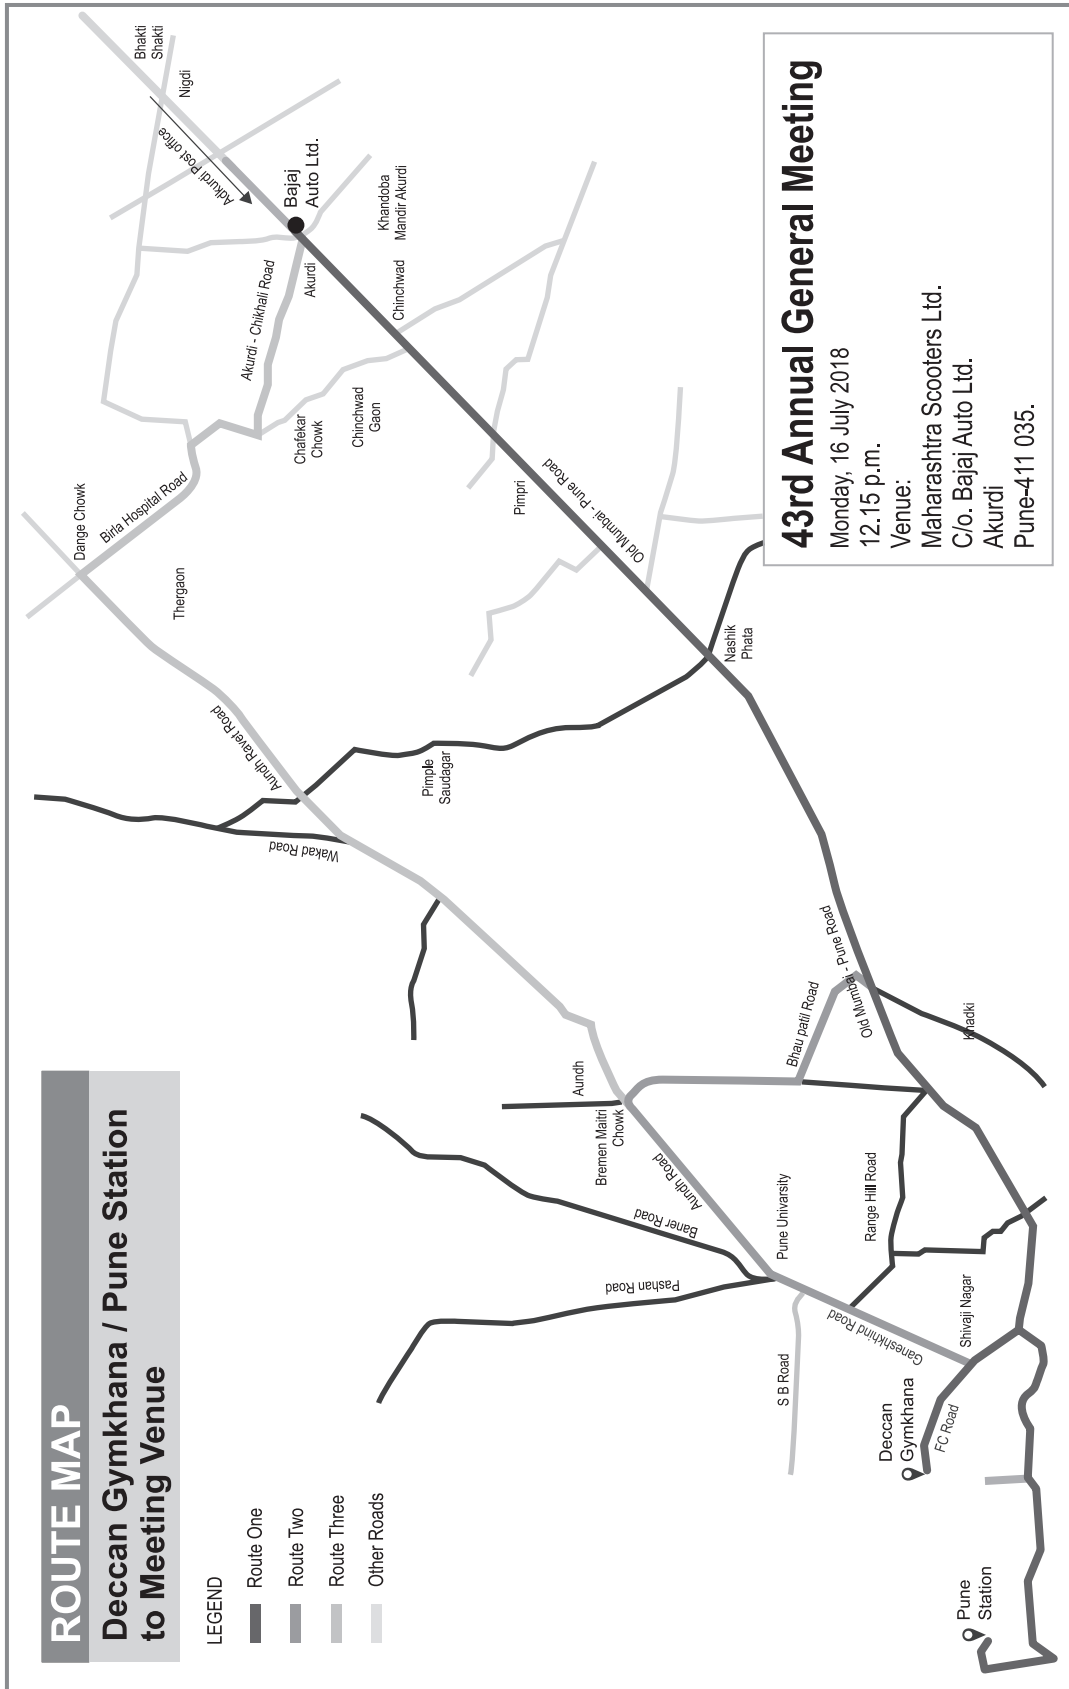 ROUTE MAP
Deccan Gymkhana / Pune Station
to Meeting Venue
LEGEND
Route One
Route Two
Route Three
Other Roads
Pune
Station
Deccan
Gymkhana
FC Road
S B Road
Shivaji Nagar
Ganeshkhind Road
Pashan Road
Baner Road
Pune Univarsity
Range Hill Road
Aundh Road
Bremen Maitri
Chowk
Aundh
Bhau patil Road
Khadki
Old Mumbai - Pune Road
Wakad Road
Aundh Ravet Road
Pimple
Saudagar
Nashik
Phata
Thergaon
Dange Chowk
Birla Hospital Road
Pimpri
Old Mumbai - Pune Road
Chafekar
Chowk
Chinchwad
Gaon
Akurdi - Chikhali Road
Akurdi
Chinchwad
Khandoba
Mandir Akurdi
Bajaj
Auto Ltd.
Adkurdi Post office
Nigdi
Bhakti
Shakti
43rd Annual General Meeting
Monday, 16 July 2018
12.15 p.m.
Venue:
Maharashtra Scooters Ltd.
C/o. Bajaj Auto Ltd.
Akurdi
Pune-411 035.